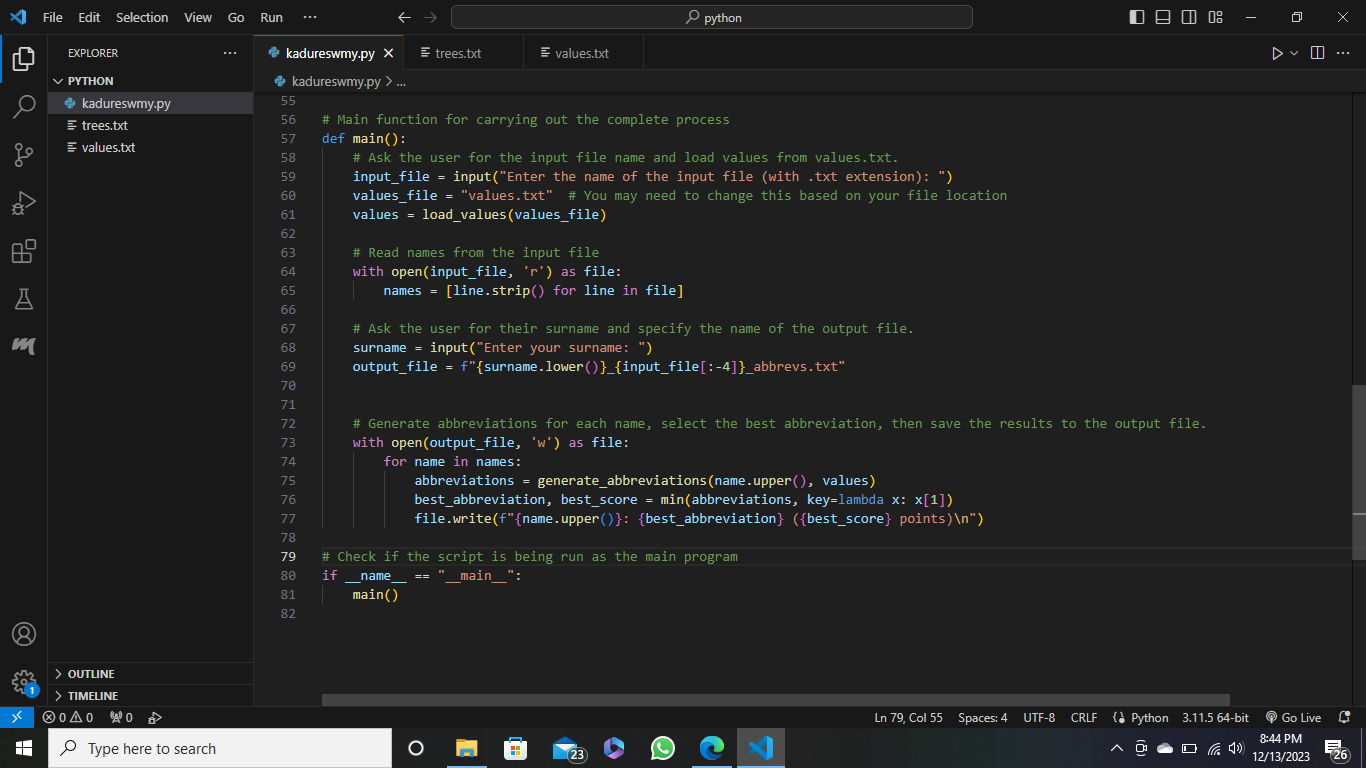 File Edit Selection View Go Run ··· python
EXPLORER ···
PYTHON
kadureswmy.py
trees.txt
values.txt
OUTLINE
TIMELINE
kadureswmy.py trees.txt values.txt
kadureswmy.py > ...
55
56 # Main function for carrying out the complete process
57 def main():
58 # Ask the user for the input file name and load values from values.txt.
59 input_file = input("Enter the name of the input file (with .txt extension): ")
60 values_file = "values.txt"  # You may need to change this based on your file location
61 values = load_values(values_file)
62
63 # Read names from the input file
64 with open(input_file, 'r') as file:
65 names = [line.strip() for line in file]
66
67 # Ask the user for their surname and specify the name of the output file.
68 surname = input("Enter your surname: ")
69 output_file = f"{surname.lower()}_{input_file[:-4]}_abbrevs.txt"
70
71
72 # Generate abbreviations for each name, select the best abbreviation, then save the results to the output file.
73 with open(output_file, 'w') as file:
74 for name in names:
75 abbreviations = generate_abbreviations(name.upper(), values)
76 best_abbreviation, best_score = min(abbreviations, key=lambda x: x[1])
77 file.write(f"{name.upper()}: {best_abbreviation} ({best_score} points)\n")
78
79 # Check if the script is being run as the main program
80 if __name__ == "__main__":
81 main()
82
1
0 0 0 Ln 79, Col 55 Spaces: 4 UTF-8 CRLF Python 3.11.5 64-bit Go Live
Type here to search
23
8:44 PM
12/13/2023
26